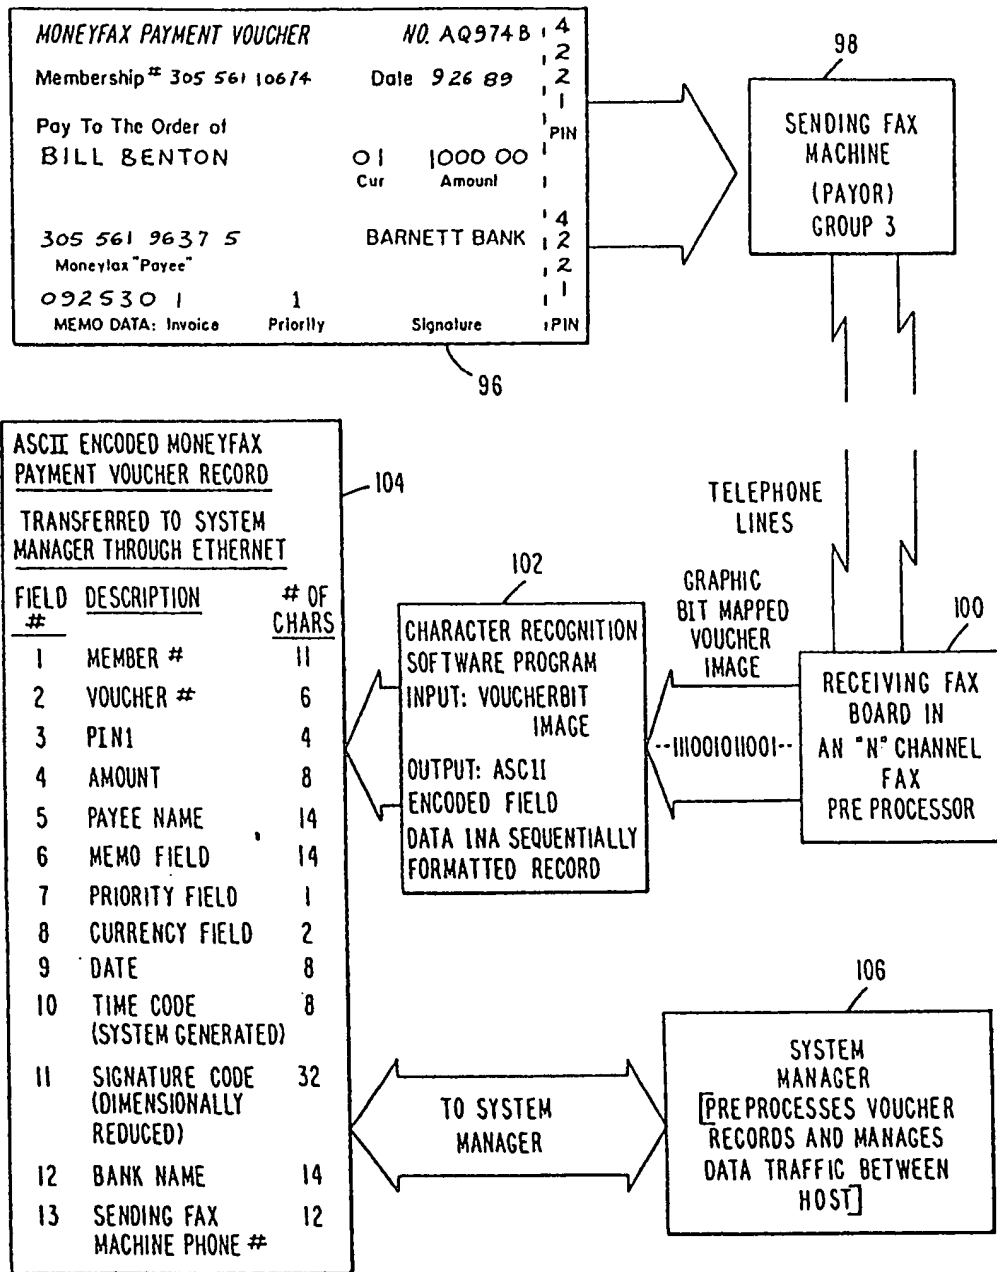 MONEYFAX PAYMENT VOUCHER NO. AQ974B
Membership # 305 561 10674 Date 9 26 89
4
2
2
1
PIN
Pay To The Order of
BILL BENTON 01 1000 00
Cur Amount
305 561 9637 5 BARNETT BANK
Moneyfax "Payee"
092530 1 1
MEMO DATA: Invoice Priority Signature
4
2
2
1
PIN
96
98
SENDING FAX
MACHINE
(PAYOR)
GROUP 3
TELEPHONE
LINES
100
RECEIVING FAX
BOARD IN
AN "N" CHANNEL
FAX
PRE PROCESSOR
GRAPHIC
BIT MAPPED
VOUCHER
IMAGE
--111001011001--
102
CHARACTER RECOGNITION
SOFTWARE PROGRAM
INPUT: VOUCHERBIT
IMAGE
OUTPUT: ASCII
ENCODED FIELD
DATA INA SEQUENTIALLY
FORMATTED RECORD
104
ASCII ENCODED MONEYFAX
PAYMENT VOUCHER RECORD
TRANSFERRED TO SYSTEM
MANAGER THROUGH ETHERNET
FIELD DESCRIPTION # OF
# CHARS
1 MEMBER # 11
2 VOUCHER # 6
3 PIN1 4
4 AMOUNT 8
5 PAYEE NAME 14
6 MEMO FIELD 14
7 PRIORITY FIELD 1
8 CURRENCY FIELD 2
9 DATE 8
10 TIME CODE 8
(SYSTEM GENERATED)
11 SIGNATURE CODE 32
(DIMENSIONALLY
REDUCED)
12 BANK NAME 14
13 SENDING FAX 12
MACHINE PHONE #
TO SYSTEM
MANAGER
106
SYSTEM
MANAGER
[PREPROCESSES VOUCHER
RECORDS AND MANAGES
DATA TRAFFIC BETWEEN
HOST]